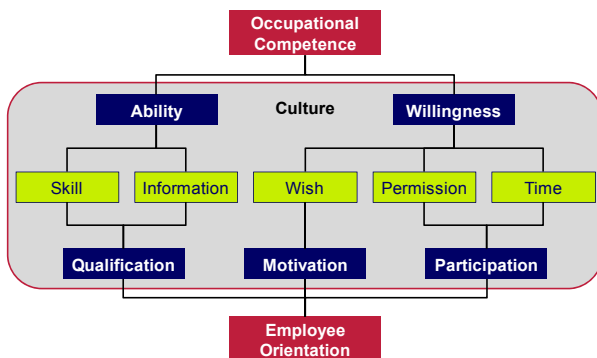 Occupational
Competence
Ability
Culture
Willingness
Skill
Information
Wish
Permission
Time
Qualification
Motivation
Participation
Employee
Orientation